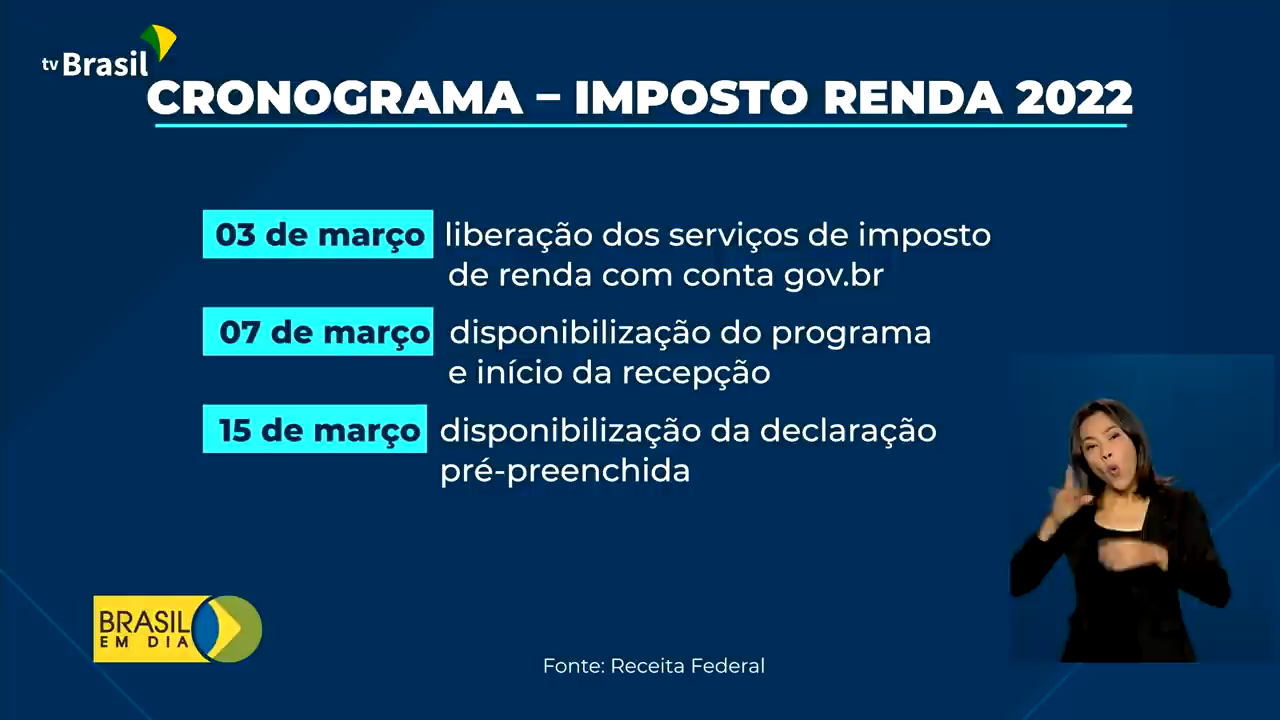 tv Brasil
CRONOGRAMA – IMPOSTO RENDA 2022
03 de março liberação dos serviços de imposto
de renda com conta gov.br
07 de março disponibilização do programa
e início da recepção
15 de março disponibilização da declaração
pré-preenchida
BRASIL
EM DIA
Fonte: Receita Federal